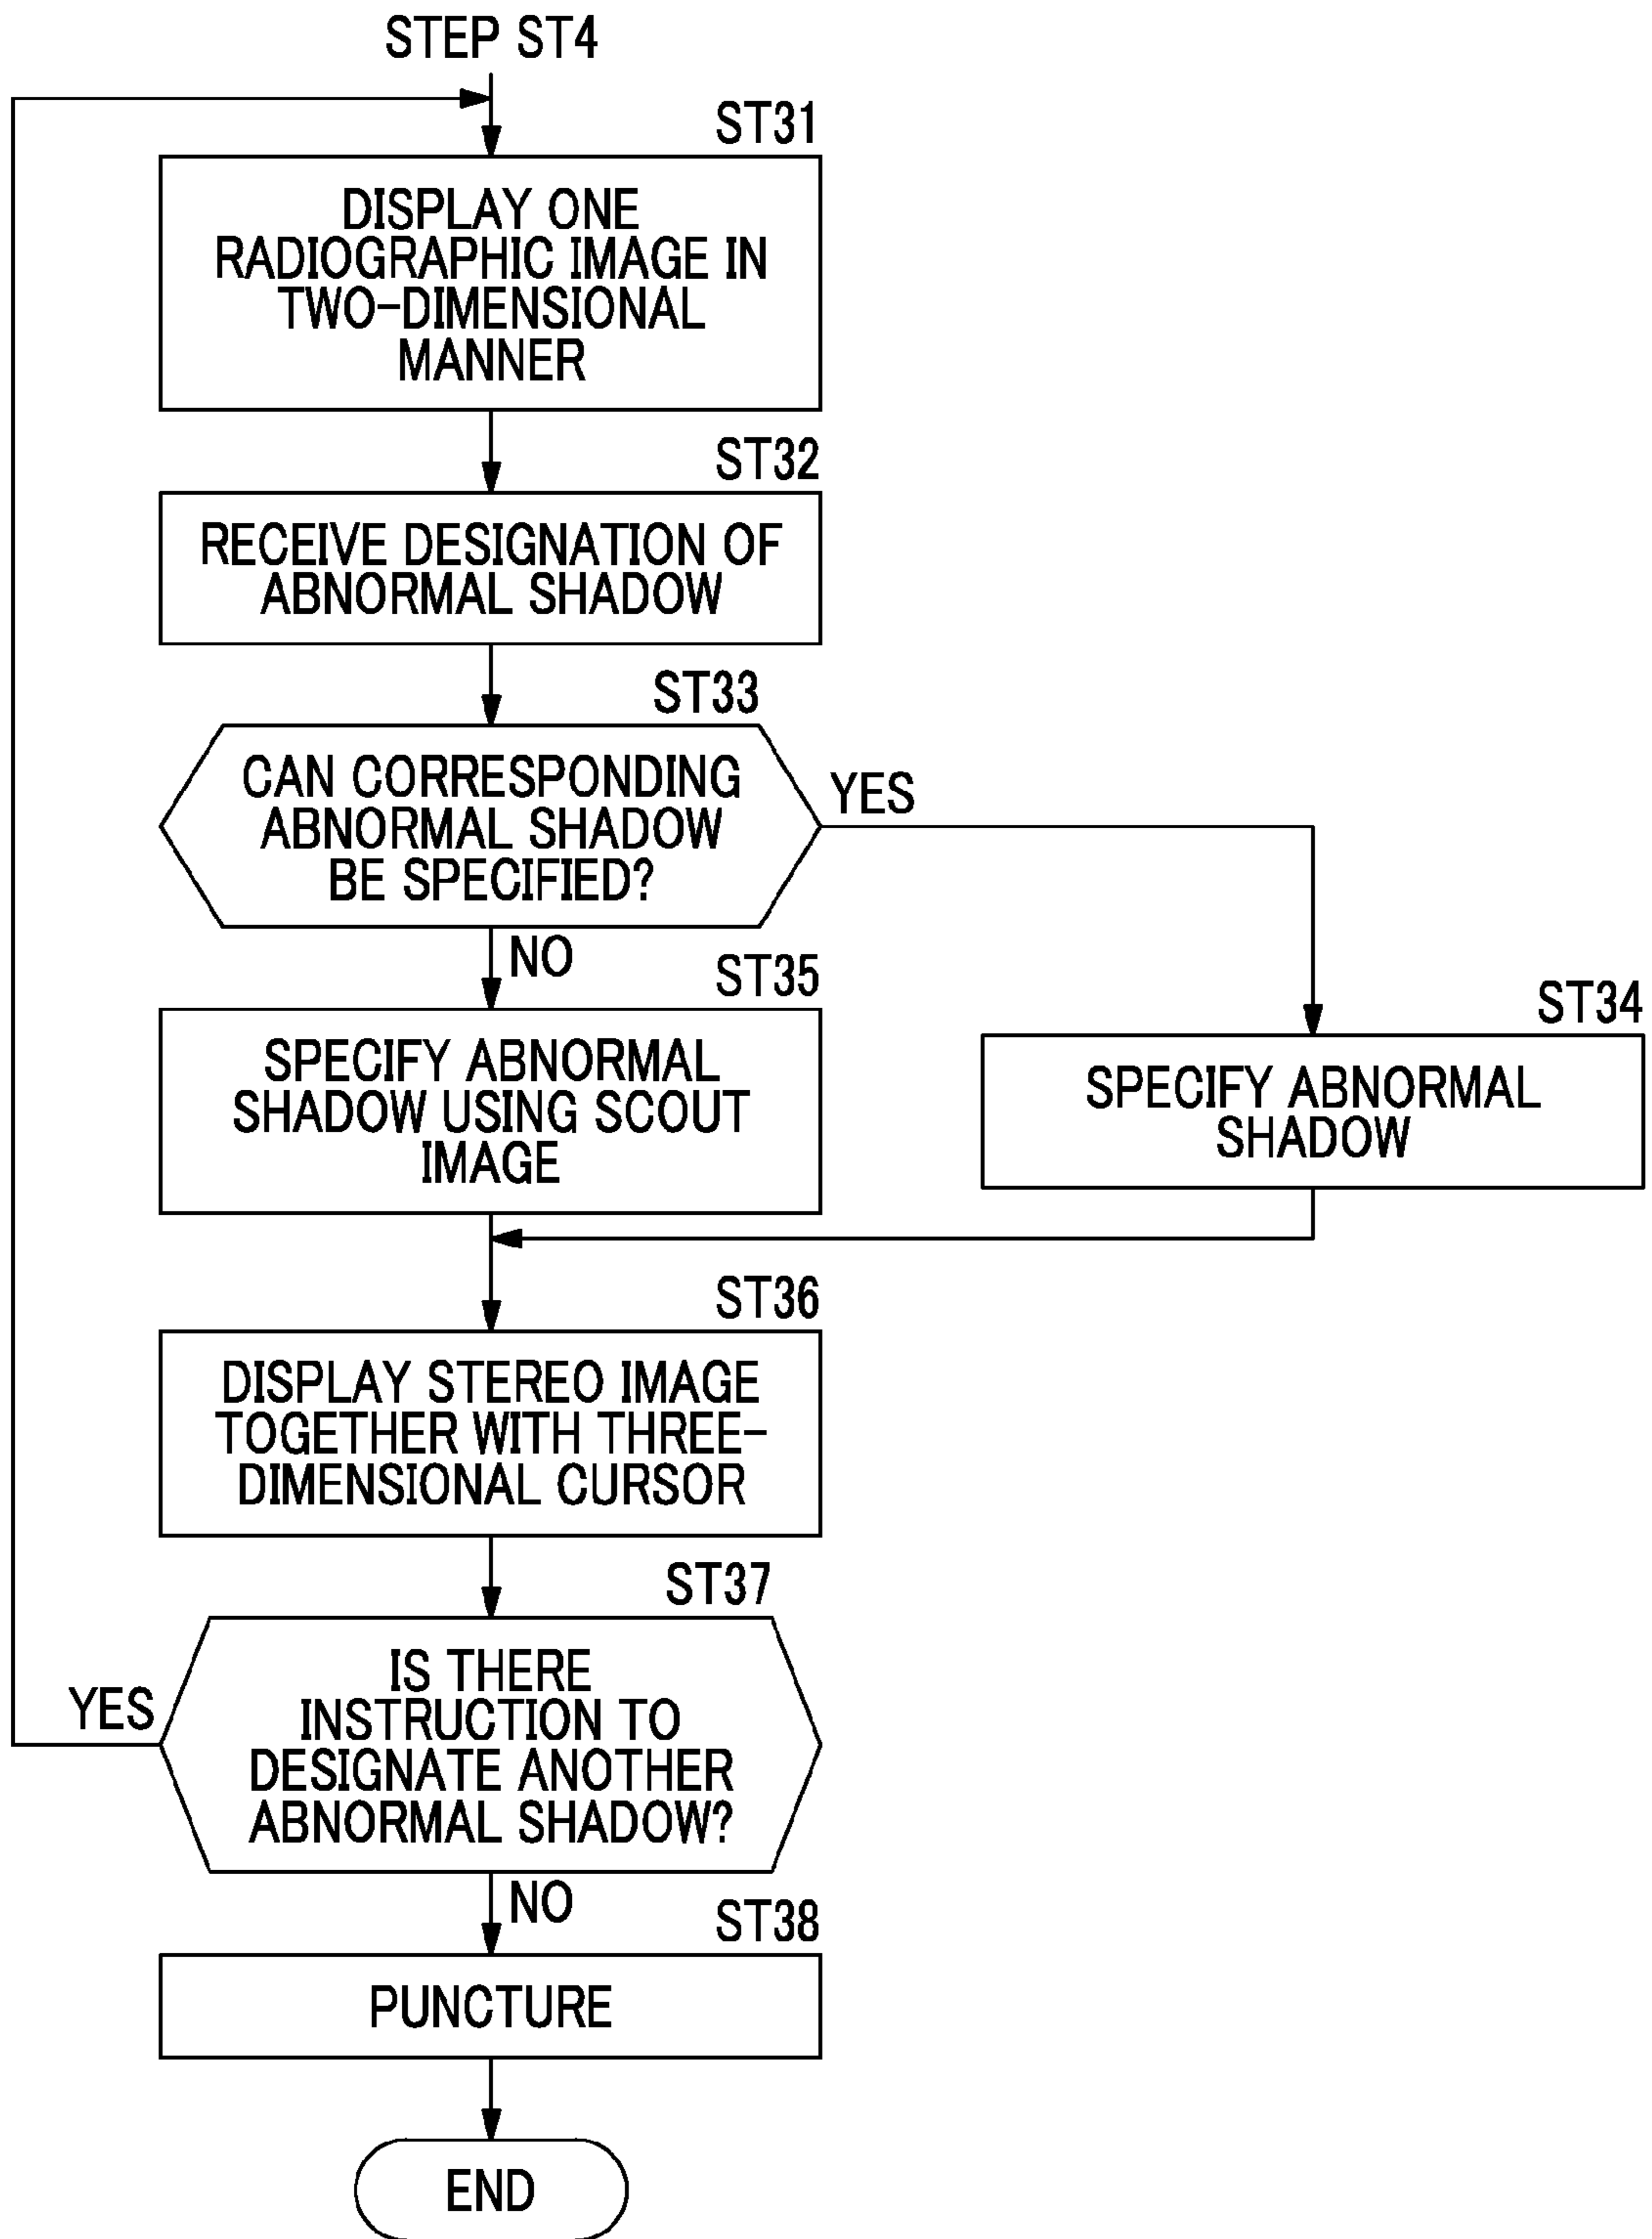 STEP ST4
ST31
DISPLAY ONE
RADIOGRAPHIC IMAGE IN
TWO-DIMENSIONAL
MANNER
ST32
RECEIVE DESIGNATION OF
ABNORMAL SHADOW
ST33
CAN CORRESPONDING
ABNORMAL SHADOW
BE SPECIFIED?
YES
NO
ST35
SPECIFY ABNORMAL
SHADOW USING SCOUT
IMAGE
ST34
SPECIFY ABNORMAL
SHADOW
ST36
DISPLAY STEREO IMAGE
TOGETHER WITH THREE-
DIMENSIONAL CURSOR
ST37
IS THERE
INSTRUCTION TO
DESIGNATE ANOTHER
ABNORMAL SHADOW?
YES
NO
ST38
PUNCTURE
END